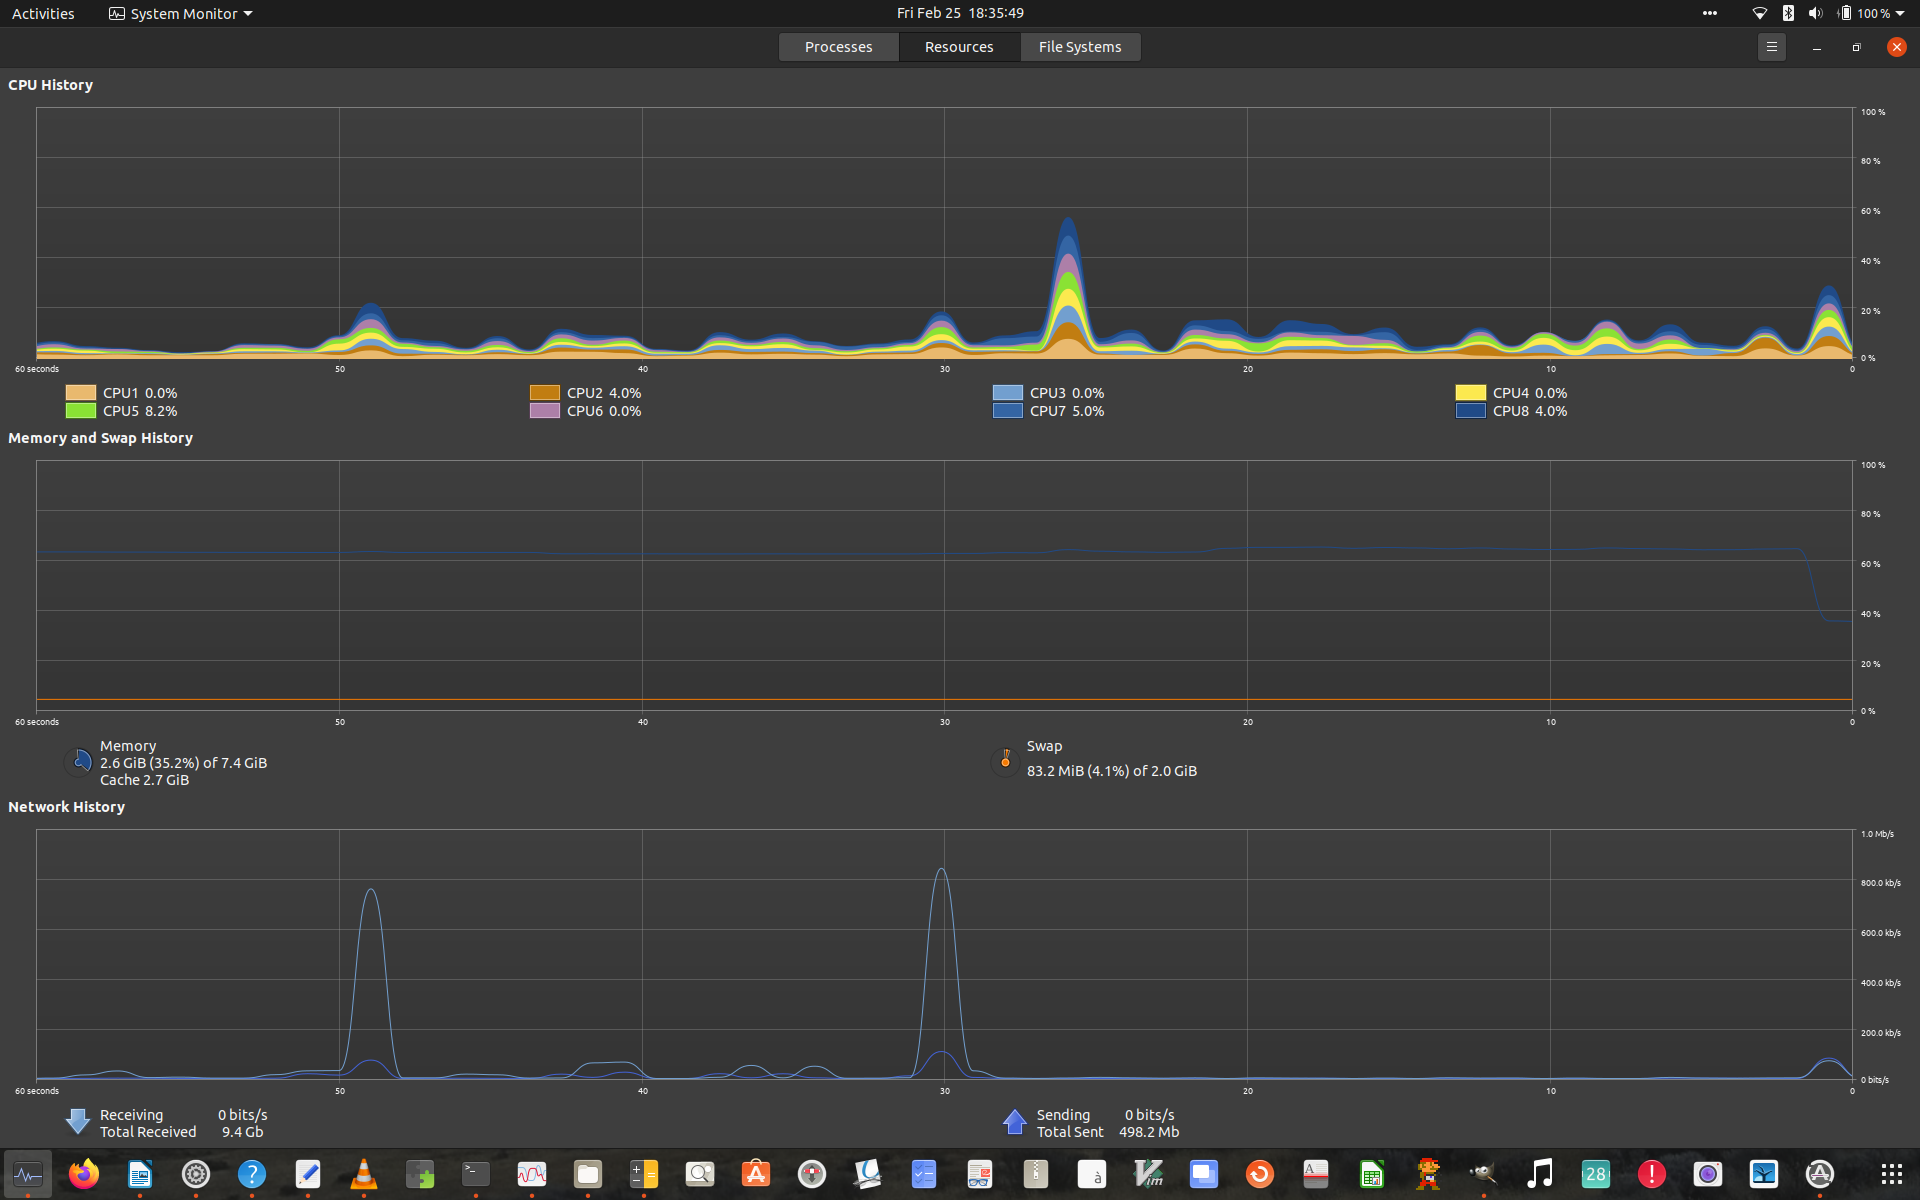 Activities System Monitor Fri Feb 25 18:35:49 100 %
Processes Resources File Systems
CPU History
100 %
80 %
60 %
40 %
20 %
0 %
60 seconds 50 40 30 20 10 0
CPU1 0.0% CPU2 4.0% CPU3 0.0% CPU4 0.0%
CPU5 8.2% CPU6 0.0% CPU7 5.0% CPU8 4.0%
Memory and Swap History
100 %
80 %
60 %
40 %
20 %
0 %
60 seconds 50 40 30 20 10 0
Memory Swap
2.6 GiB (35.2%) of 7.4 GiB 83.2 MiB (4.1%) of 2.0 GiB
Cache 2.7 GiB
Network History
1.0 Mb/s
800.0 kb/s
600.0 kb/s
400.0 kb/s
200.0 kb/s
0 bits/s
60 seconds 50 40 30 20 10 0
Receiving 0 bits/s Sending 0 bits/s
Total Received 9.4 Gb Total Sent 498.2 Mb
? >_ A à Vim A 28 !